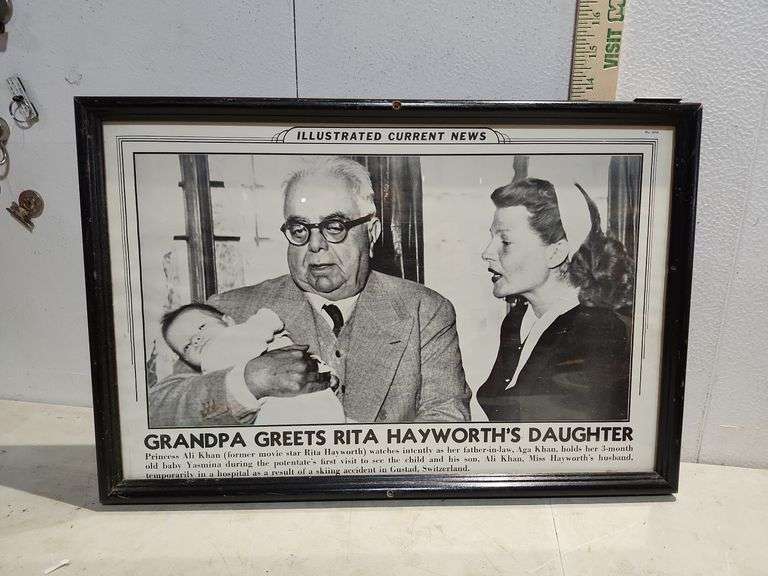 VISIT M
14 15 16
ILLUSTRATED CURRENT NEWS
GRANDPA GREETS RITA HAYWORTH'S DAUGHTER
Princess Ali Khan (former movie star Rita Hayworth) watches intently as her father-in-law, Aga Khan, holds her 3-month
old baby Yasmina during the potentate's first visit to see the child and his son, Ali Khan, Miss Hayworth's husband,
temporarily in a hospital as a result of a skiing accident in Gustad, Switzerland.